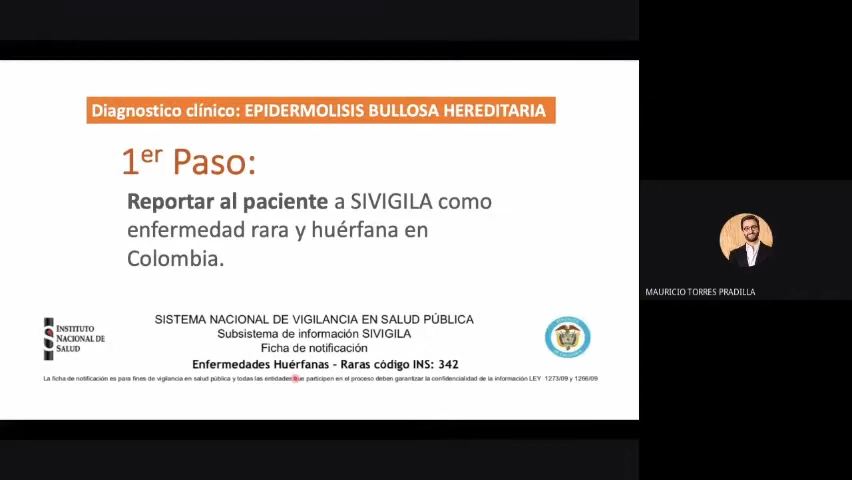 Diagnostico clínico: EPIDERMOLISIS BULLOSA HEREDITARIA
1er Paso:
Reportar al paciente a SIVIGILA como
enfermedad rara y huérfana en
Colombia.
INSTITUTO
NACIONAL DE
SALUD
SISTEMA NACIONAL DE VIGILANCIA EN SALUD PÚBLICA
Subsistema de información SIVIGILA
Ficha de notificación
Enfermedades Huérfanas - Raras código INS: 342
La ficha de notificación es para fines de vigilancia en salud pública y todas las entidades que participen en el proceso deben garantizar la confidencialidad de la información LEY 1273/09 y 1266/09
MAURICIO TORRES PRADILLA